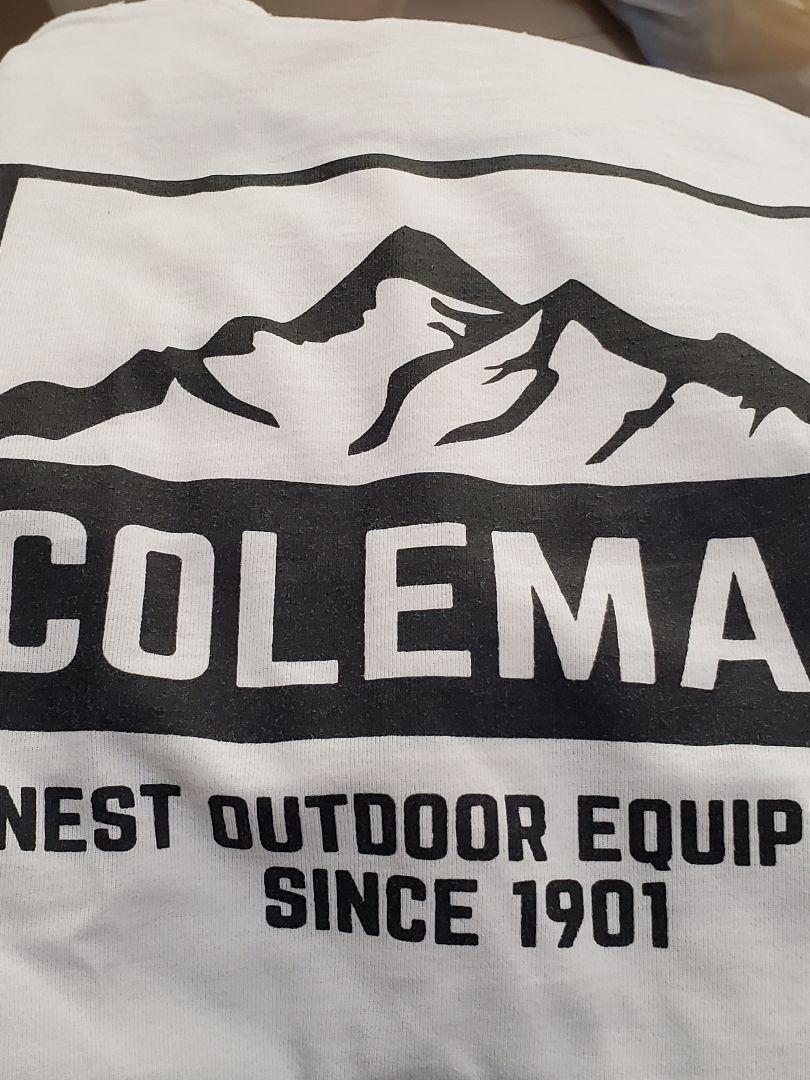 COLEMA
NEST OUTDOOR EQUIP
SINCE 1901